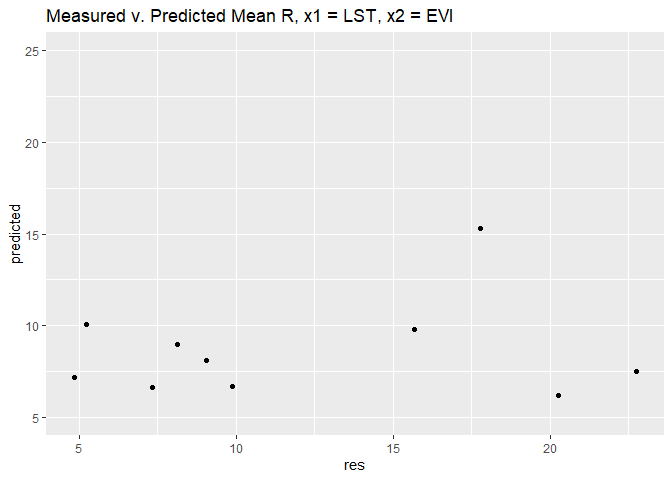 Measured v. Predicted Mean R, x1 = LST, x2 = EVI
25
20
15
10
5
predicted
5 10 15 20
res